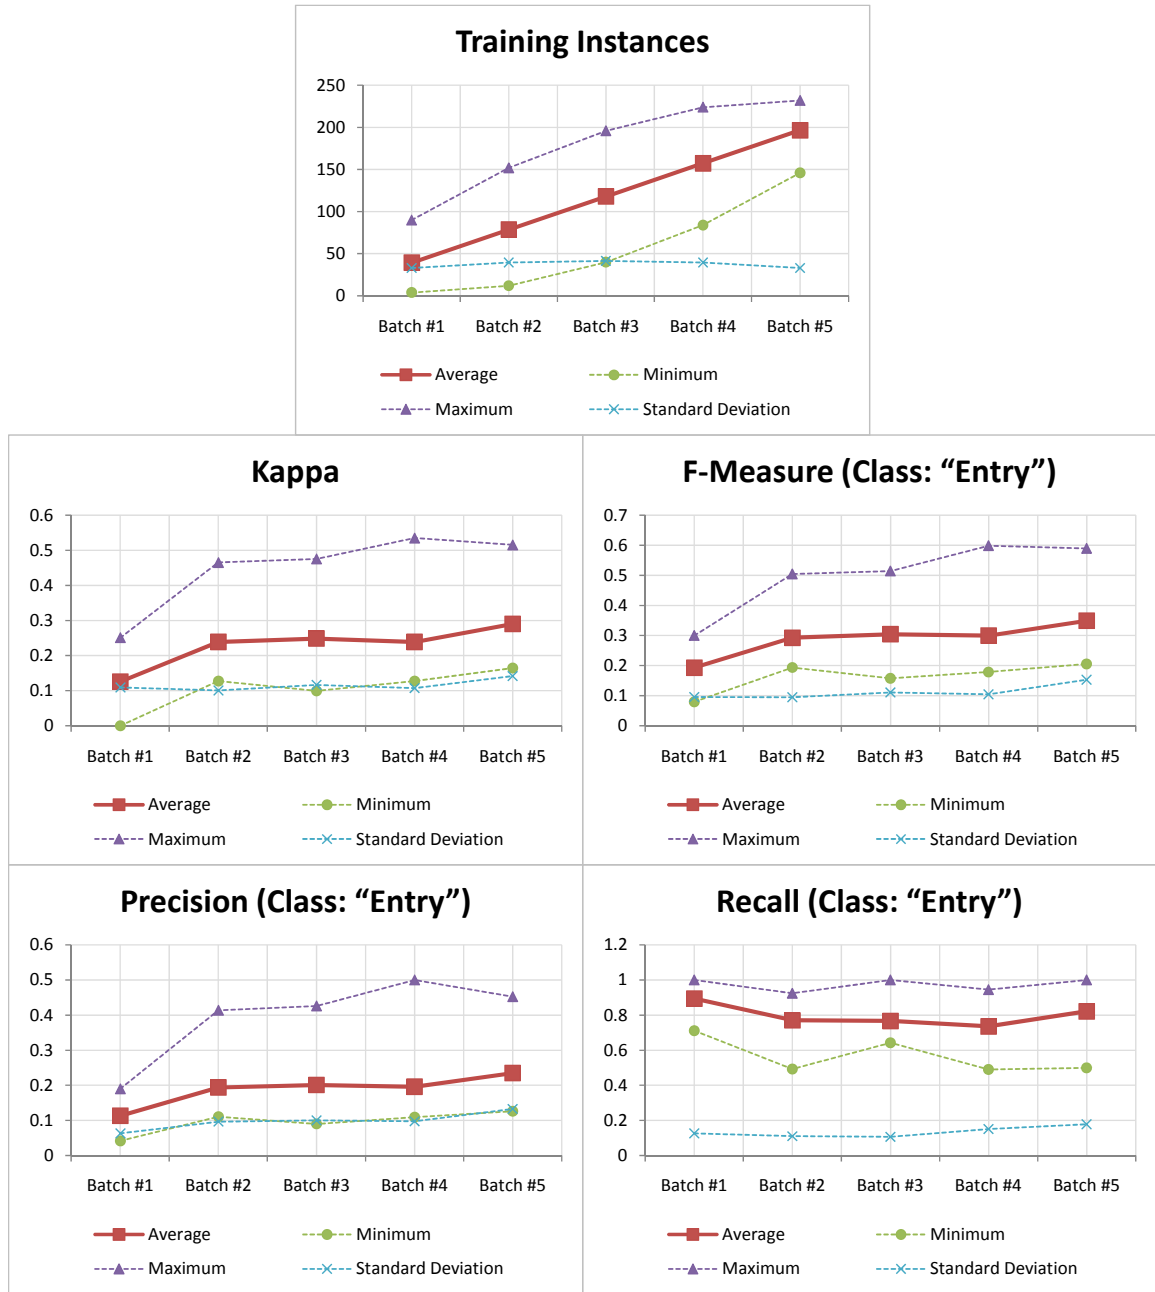 Training Instances
250
200
150
100
50
0
Batch #1 Batch #2 Batch #3 Batch #4 Batch #5
Average Minimum
Maximum Standard Deviation
Kappa
0.6
0.5
0.4
0.3
0.2
0.1
0
Batch #1 Batch #2 Batch #3 Batch #4 Batch #5
Average Minimum
Maximum Standard Deviation
F-Measure (Class: “Entry”)
0.7
0.6
0.5
0.4
0.3
0.2
0.1
0
Batch #1 Batch #2 Batch #3 Batch #4 Batch #5
Average Minimum
Maximum Standard Deviation
Precision (Class: “Entry”)
0.6
0.5
0.4
0.3
0.2
0.1
0
Batch #1 Batch #2 Batch #3 Batch #4 Batch #5
Average Minimum
Maximum Standard Deviation
Recall (Class: “Entry”)
1.2
1
0.8
0.6
0.4
0.2
0
Batch #1 Batch #2 Batch #3 Batch #4 Batch #5
Average Minimum
Maximum Standard Deviation